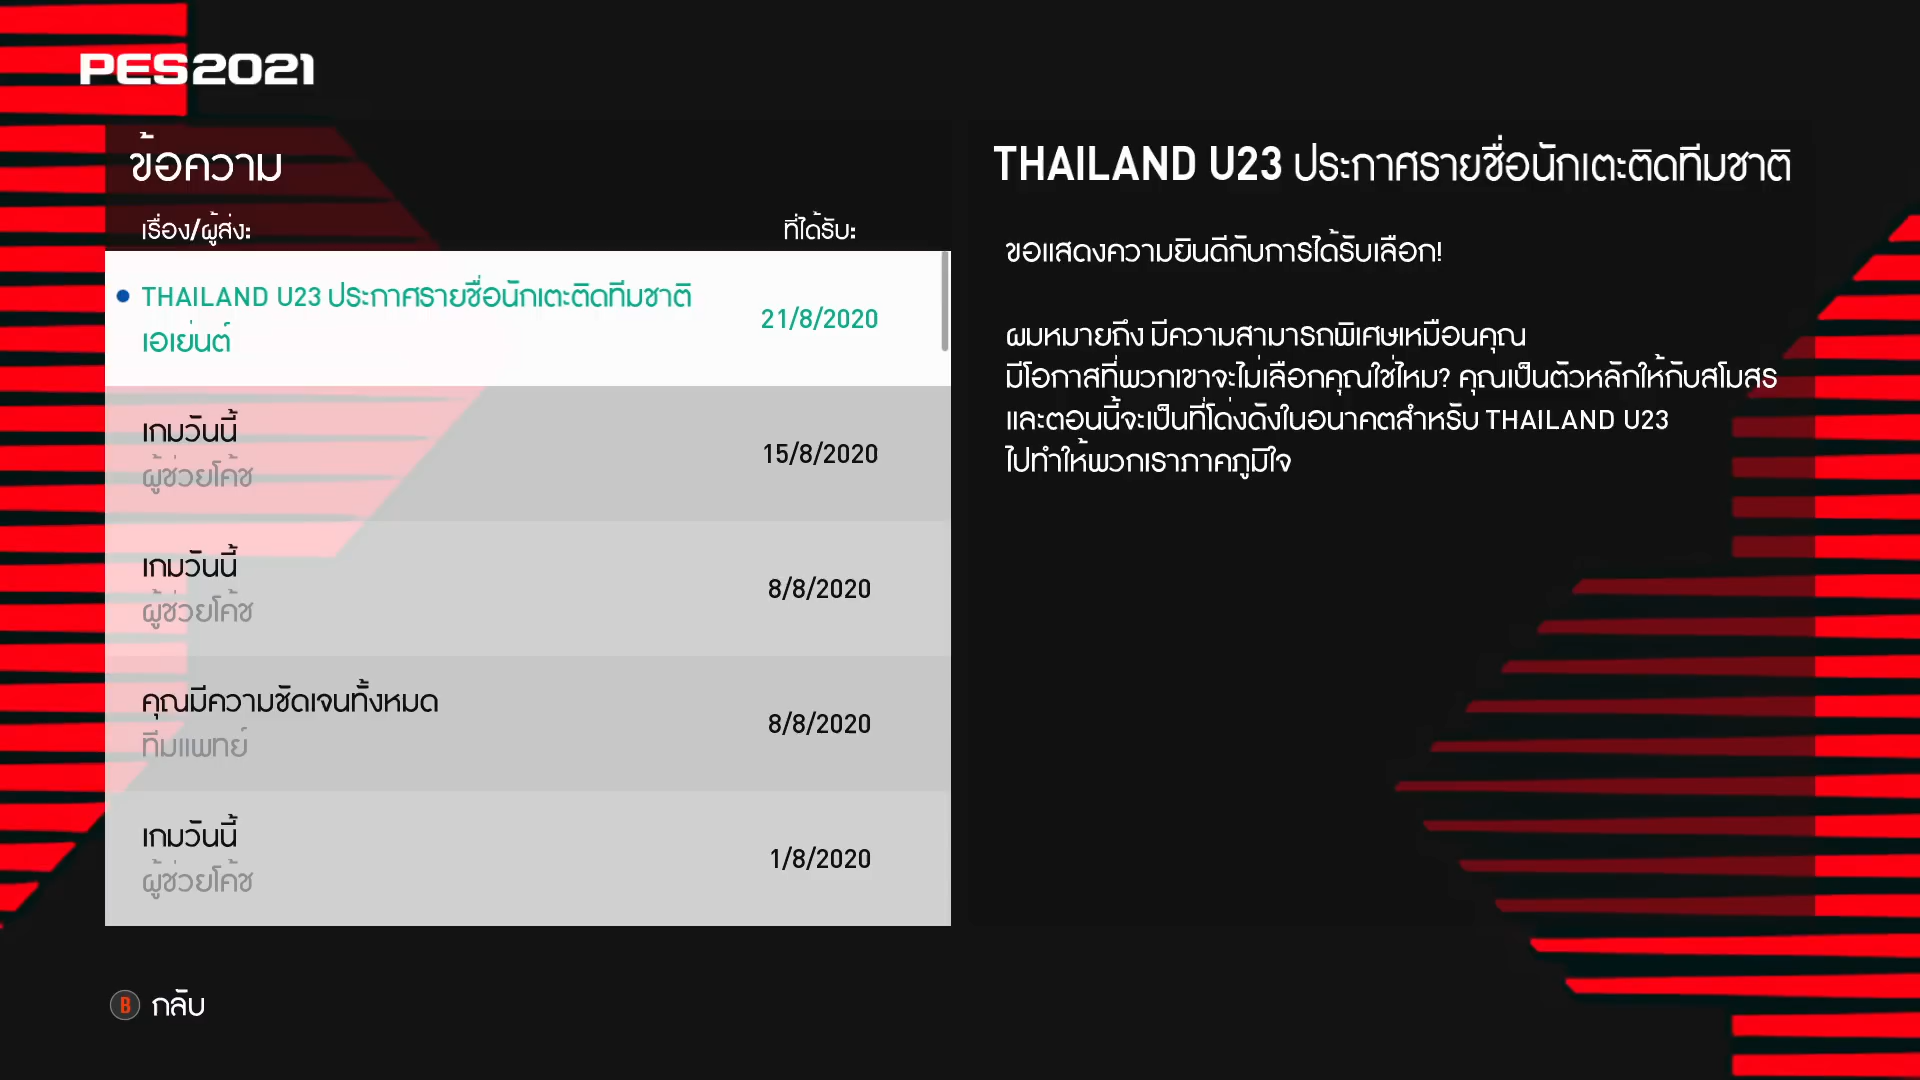 PES2021
ข้อความ
เรื่อง/ผู้ส่ง:
ที่ได้รับ:
THAILAND U23 ประกาศรายชื่อนักเตะติดทีมชาติ
เอเย่นต์
21/8/2020
เกมวันนี้
ผู้ช่วยโค้ช
15/8/2020
เกมวันนี้
ผู้ช่วยโค้ช
8/8/2020
คุณมีความชัดเจนทั้งหมด
ทีมแพทย์
8/8/2020
เกมวันนี้
ผู้ช่วยโค้ช
1/8/2020
THAILAND U23 ประกาศรายชื่อนักเตะติดทีมชาติ
ขอแสดงความยินดีกับการได้รับเลือก!
ผมหมายถึง มีความสามารถพิเศษเหมือนคุณ
มีโอกาสที่พวกเขาจะไม่เลือกคุณใช่ไหม? คุณเป็นตัวหลักให้กับสโมสร
และตอนนี้จะเป็นที่โด่งดังในอนาคตสำหรับ THAILAND U23
ไปทำให้พวกเราภาคภูมิใจ
B กลับ